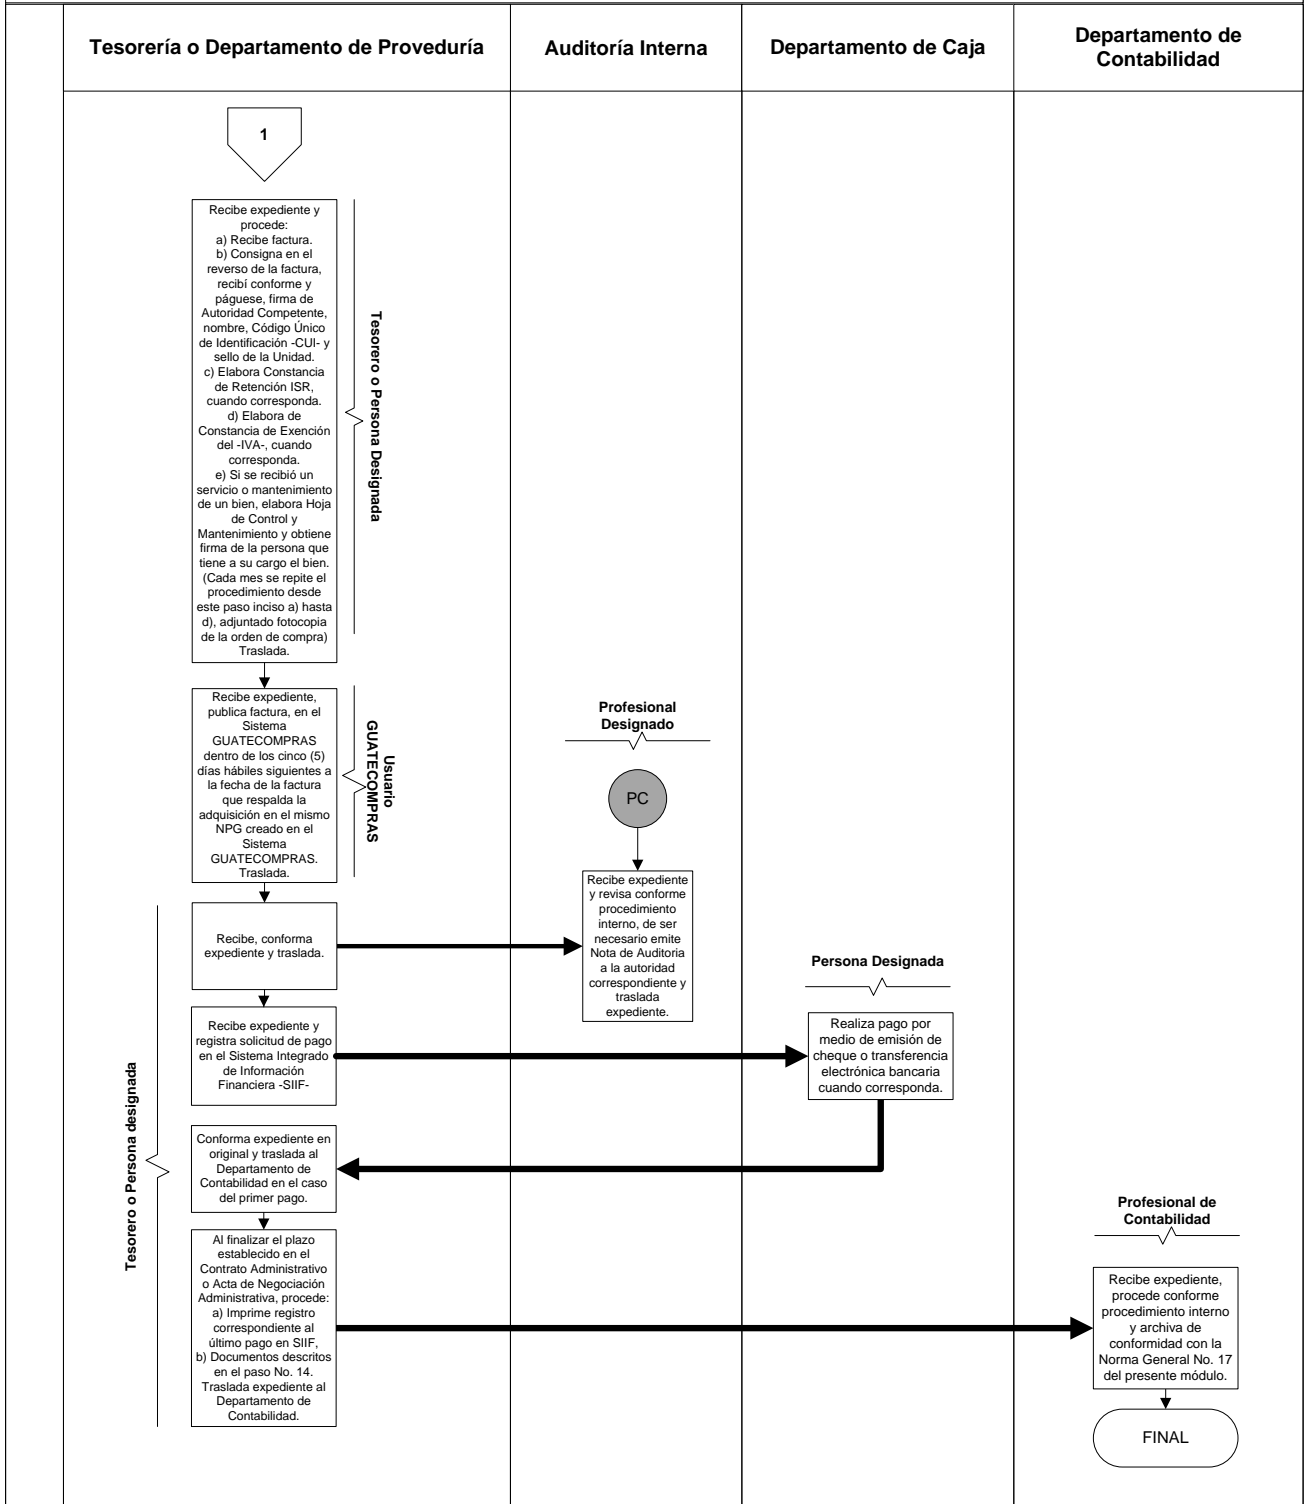 Tesorería o Departamento de Proveduría
Auditoría Interna
Departamento de Caja
Departamento de
Contabilidad
1
Recibe expediente y
procede:
a) Recibe factura.
b) Consigna en el
reverso de la factura,
recibí conforme y
páguese, firma de
Autoridad Competente,
nombre, Código Único
de Identificación -CUI- y
sello de la Unidad.
c) Elabora Constancia
de Retención ISR,
cuando corresponda.
d) Elabora de
Constancia de Exención
del -IVA-, cuando
corresponda.
e) Si se recibió un
servicio o mantenimiento
de un bien, elabora Hoja
de Control y
Mantenimiento y obtiene
firma de la persona que
tiene a su cargo el bien.
(Cada mes se repite el
procedimiento desde
este paso inciso a) hasta
d), adjuntado fotocopia
de la orden de compra)
Traslada.
Tesorero o Persona Designada
Recibe expediente,
publica factura, en el
Sistema
GUATECOMPRAS
dentro de los cinco (5)
días hábiles siguientes a
la fecha de la factura
que respalda la
adquisición en el mismo
NPG creado en el
Sistema
GUATECOMPRAS.
Traslada.
Usuario
GUATECOMPRAS
Profesional
Designado
PC
Recibe expediente
y revisa conforme
procedimiento
interno, de ser
necesario emite
Nota de Auditoria
a la autoridad
correspondiente y
traslada
expediente.
Recibe, conforma
expediente y traslada.
Persona Designada
Recibe expediente y
registra solicitud de pago
en el Sistema Integrado
de Información
Financiera -SIIF-
Realiza pago por
medio de emisión de
cheque o transferencia
electrónica bancaria
cuando corresponda.
Tesorero o Persona designada
Conforma expediente en
original y traslada al
Departamento de
Contabilidad en el caso
del primer pago.
Al finalizar el plazo
establecido en el
Contrato Administrativo
o Acta de Negociación
Administrativa, procede:
a) Imprime registro
correspondiente al
último pago en SIIF,
b) Documentos descritos
en el paso No. 14.
Traslada expediente al
Departamento de
Contabilidad.
Profesional de
Contabilidad
Recibe expediente,
procede conforme
procedimiento interno
y archiva de
conformidad con la
Norma General No. 17
del presente módulo.
FINAL